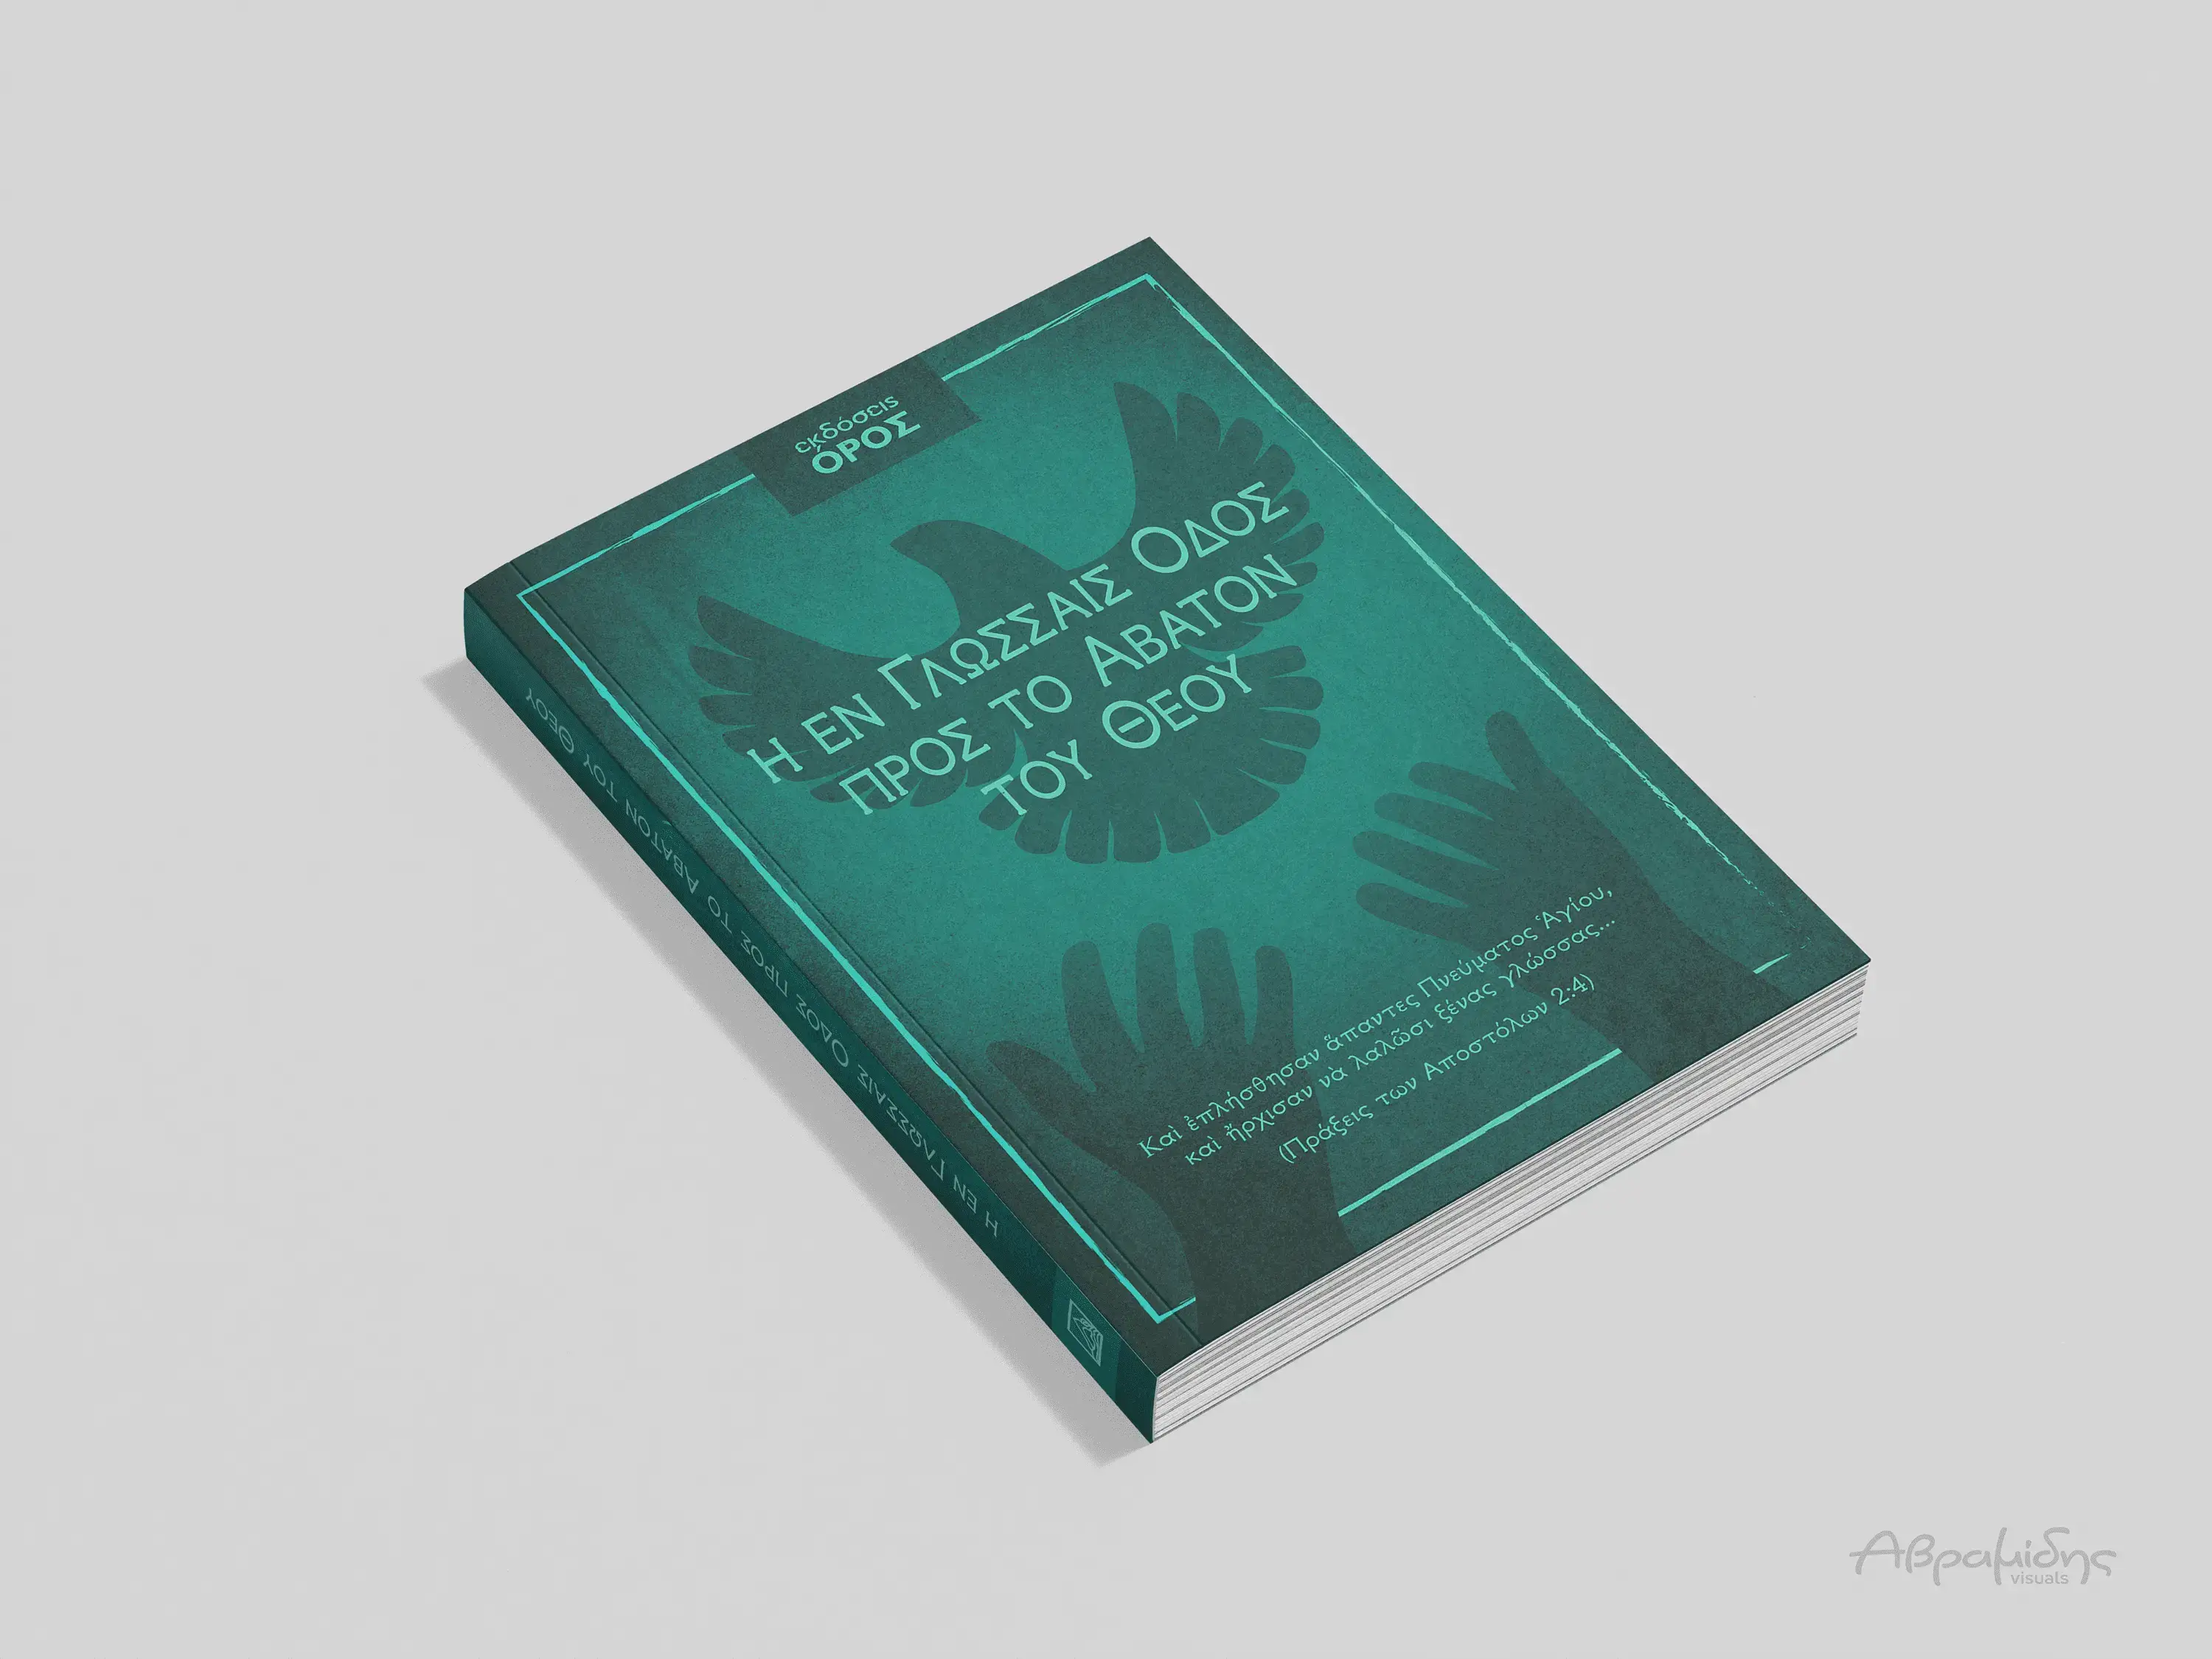 εκδόσεις
ΌΡΟΣ
Η ΕΝ ΓΛΩΣΣΑΙΣ ΟΔΟΣ
ΠΡΟΣ ΤΟ ΑΒΑΤΟΝ
ΤΟΥ ΘΕΟΥ
Καὶ ἐπλήσθησαν ἅπαντες Πνεύματος Ἁγίου,
καὶ ἤρχισαν νὰ λαλῶσι ξένας γλώσσας...
(Πράξεις των Αποστόλων 2:4)
Η ΕΝ ΓΛΩΣΣΑΙΣ ΟΔΟΣ ΠΡΟΣ ΤΟ ΑΒΑΤΟΝ ΤΟΥ ΘΕΟΥ
Αβραμίδης
visuals